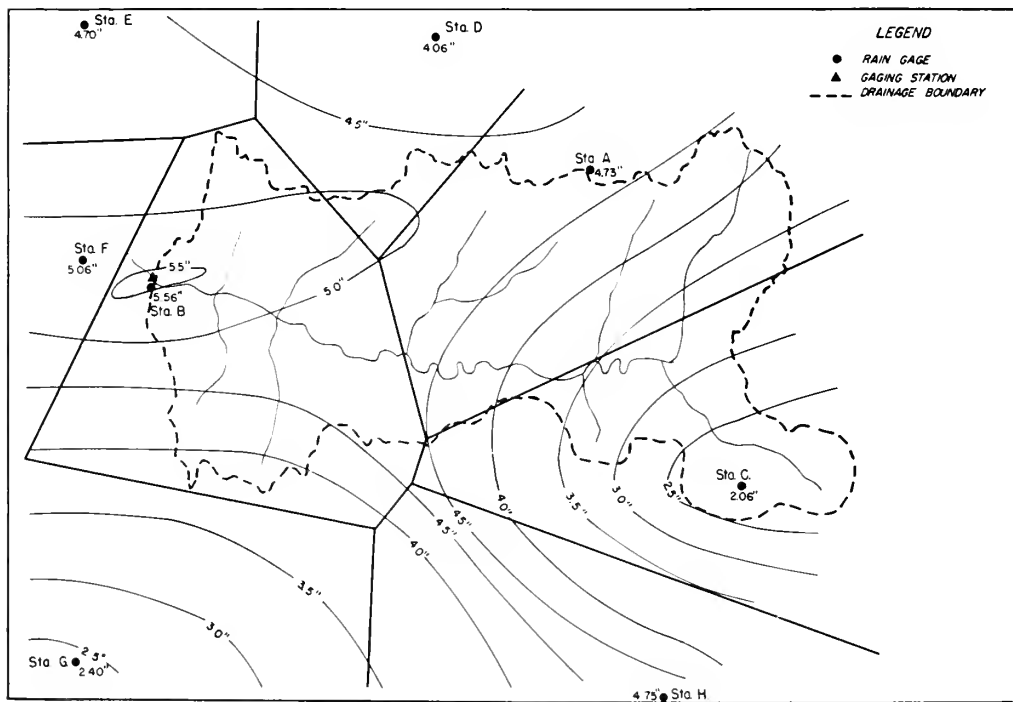 Sta. E
4.70"
Sta. D
4.06"
LEGEND
RAIN GAGE
GAGING STATION
DRAINAGE BOUNDARY
4.5"
Sta. A
4.73"
Sta. F
5.06"
5.5"
5.56"
Sta. B
5.0"
Sta. C.
2.06"
2.5"
3.0"
3.5"
4.0"
4.5"
4.5"
4.0"
3.5"
3.0"
2.5"
Sta. G
2.40"
4.75"
Sta. H